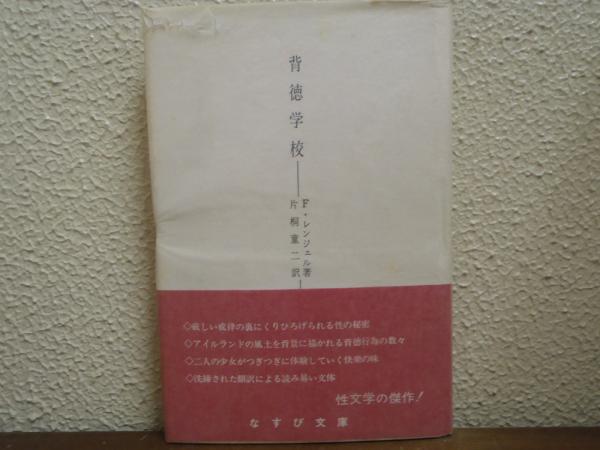 背徳学校――
F・レンジェル著
片桐童二訳―
◇厳しい戒律の裏にくりひろげられる性の秘密
◇アイルランドの風土を背景に描かれる背徳行為の数々
◇二人の少女がつぎつぎに体験していく快楽の味
◇洗練された翻訳による読み易い文体
性文学の傑作!
なすび文庫